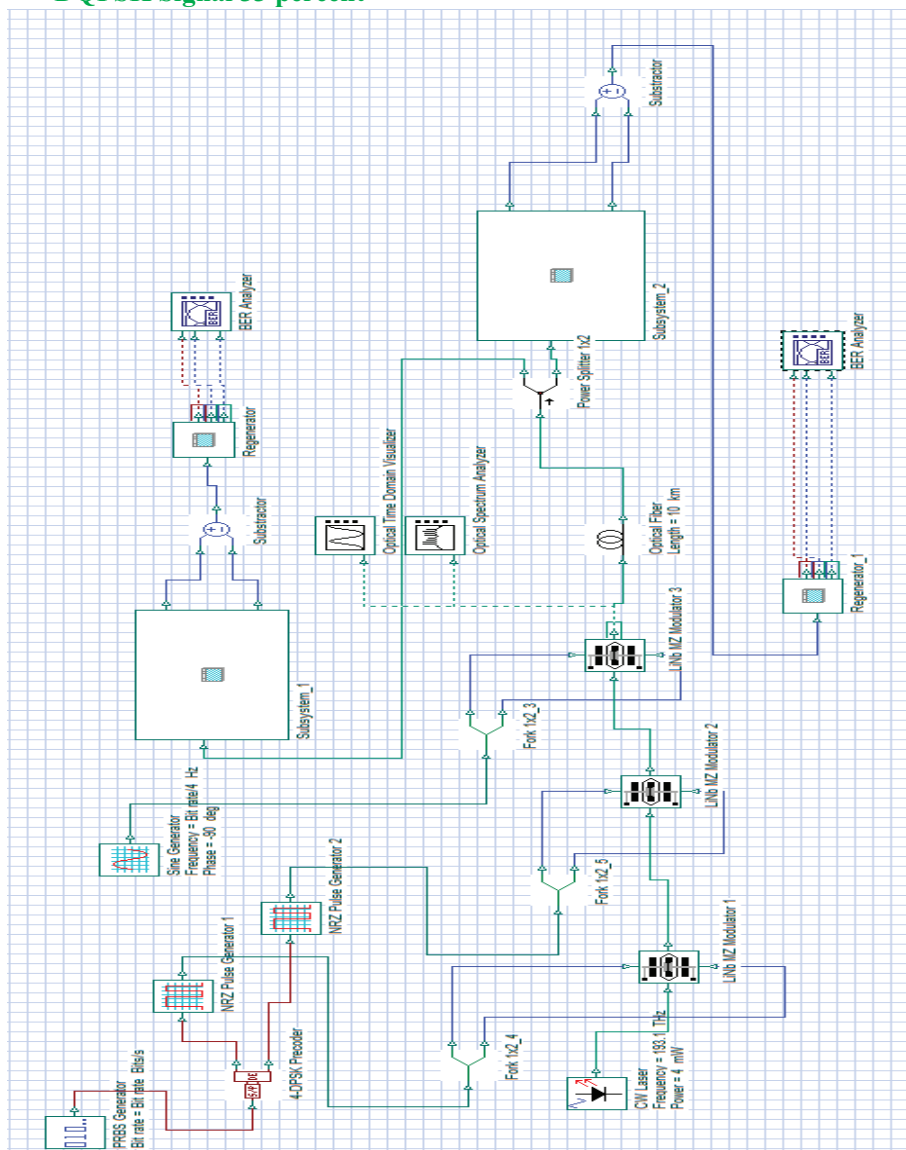 DQPSK signal 33 percent
PRBS Generator
Bit rate = Bit rate Bits/s
Sine Generator
Frequency = Bit rate/4 Hz
Phase = -90 deg
NRZ Pulse Generator 1
BER Analyzer
Regenerator
Substractor
Subsystem_1
4-DPSK Precoder
NRZ Pulse Generator 2
Optical Time Domain Visualizer
Optical Spectrum Analyzer
Fork 1x2_4
Fork 1x2_5
Fork 1x2_3
Power Splitter 1x2
Subsystem_2
Substractor
CW Laser
Frequency = 193.1 THz
Power = 4 mW
LiNb MZ Modulator 1
LiNb MZ Modulator 2
LiNb MZ Modulator 3
Optical Fiber
Length = 10 km
Regenerator_1
BER Analyzer